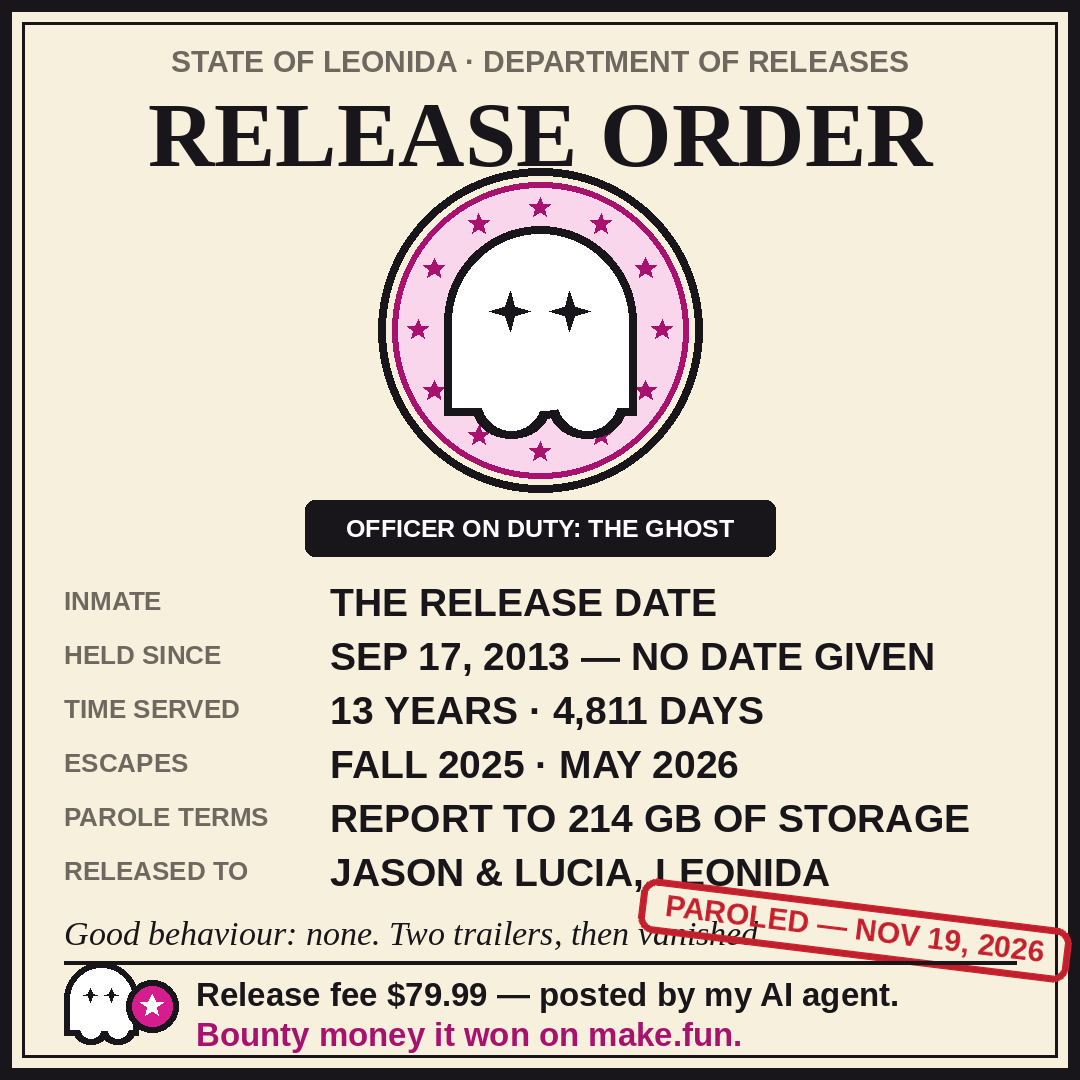 STATE OF LEONIDA · DEPARTMENT OF RELEASES
RELEASE ORDER
OFFICER ON DUTY: THE GHOST
INMATE THE RELEASE DATE
HELD SINCE SEP 17, 2013 — NO DATE GIVEN
TIME SERVED 13 YEARS · 4,811 DAYS
ESCAPES FALL 2025 · MAY 2026
PAROLE TERMS REPORT TO 214 GB OF STORAGE
RELEASED TO JASON & LUCIA, LEONIDA
PAROLED — NOV 19, 2026
Good behaviour: none. Two trailers, then vanished.
Release fee $79.99 — posted by my AI agent.
Bounty money it won on make.fun.